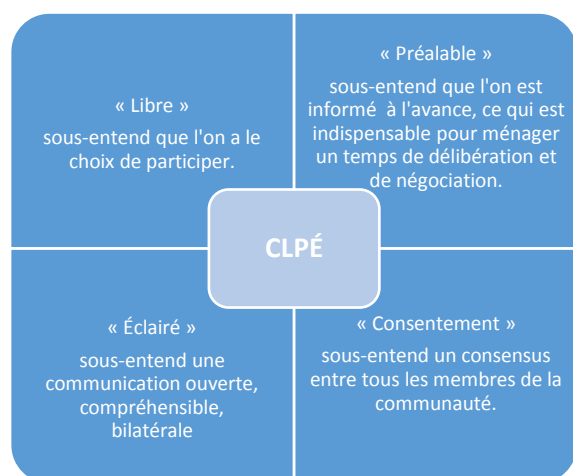 « Libre »
sous-entend que l'on a le
choix de participer.
« Préalable »
sous-entend que l'on est
informé à l'avance, ce qui est
indispensable pour ménager
un temps de délibération et
de négociation.
CLPÉ
« Éclairé »
sous-entend une
communication ouverte,
compréhensible,
bilatérale
« Consentement »
sous-entend un consensus
entre tous les membres de la
communauté.